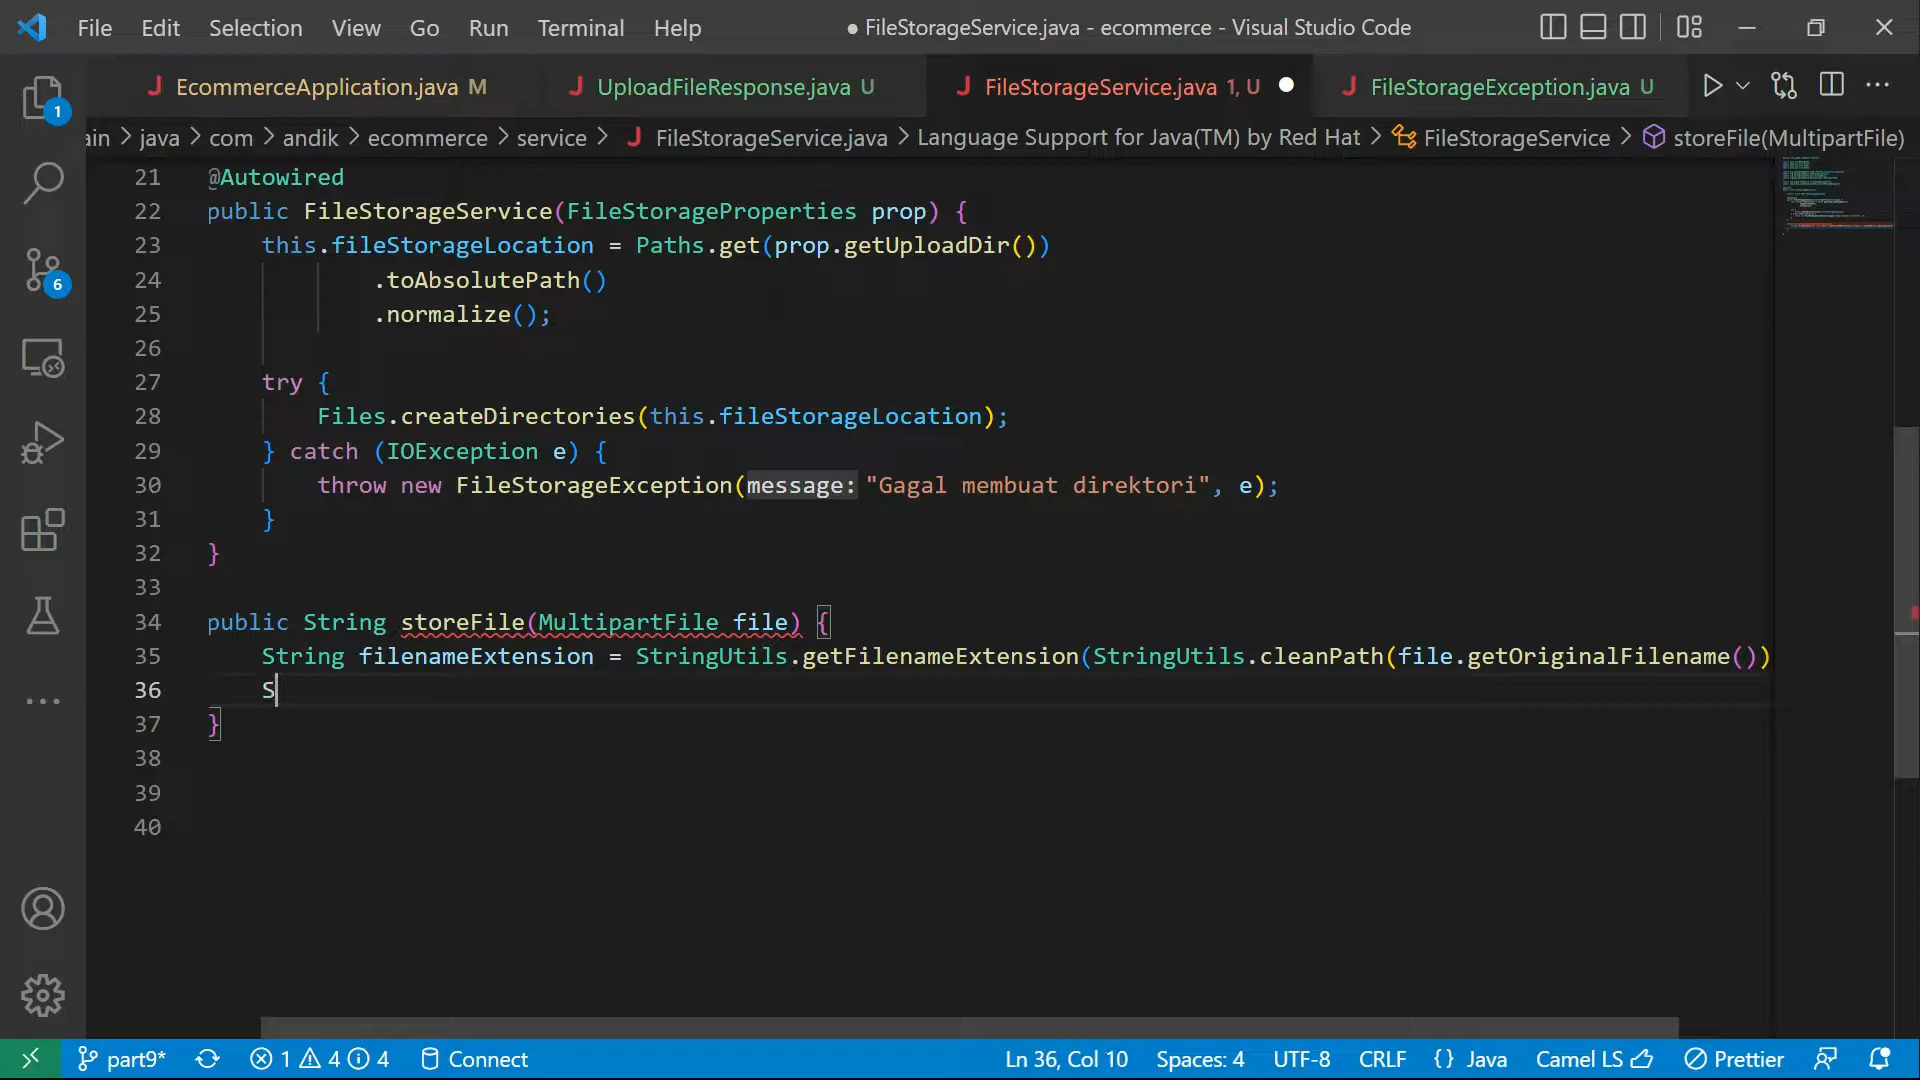 File Edit Selection View Go Run Terminal Help ● FileStorageService.java - ecommerce - Visual Studio Code
J EcommerceApplication.java M J UploadFileResponse.java U J FileStorageService.java 1, U J FileStorageException.java U
ain > java > com > andik > ecommerce > service > J FileStorageService.java > Language Support for Java(TM) by Red Hat > FileStorageService > storeFile(MultipartFile)
1
6
21 @Autowired
22 public FileStorageService(FileStorageProperties prop) {
23 this.fileStorageLocation = Paths.get(prop.getUploadDir())
24 .toAbsolutePath()
25 .normalize();
26
27 try {
28 Files.createDirectories(this.fileStorageLocation);
29 } catch (IOException e) {
30 throw new FileStorageException(message: "Gagal membuat direktori", e);
31 }
32 }
33
34 public String storeFile(MultipartFile file) {
35 String filenameExtension = StringUtils.getFilenameExtension(StringUtils.cleanPath(file.getOriginalFilename())
36 S
37 }
38
39
40
part9* 1 4 4 Connect Ln 36, Col 10 Spaces: 4 UTF-8 CRLF {} Java Camel LS Prettier